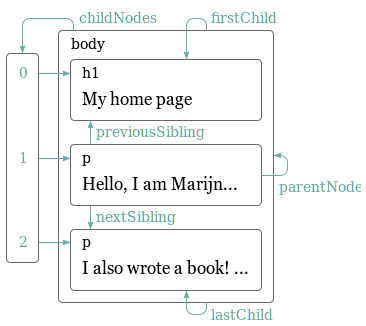 childNodes
firstChild
body
0
h1
My home page
previousSibling
1
p
Hello, I am Marijn...
parentNode
nextSibling
2
p
I also wrote a book! ...
lastChild